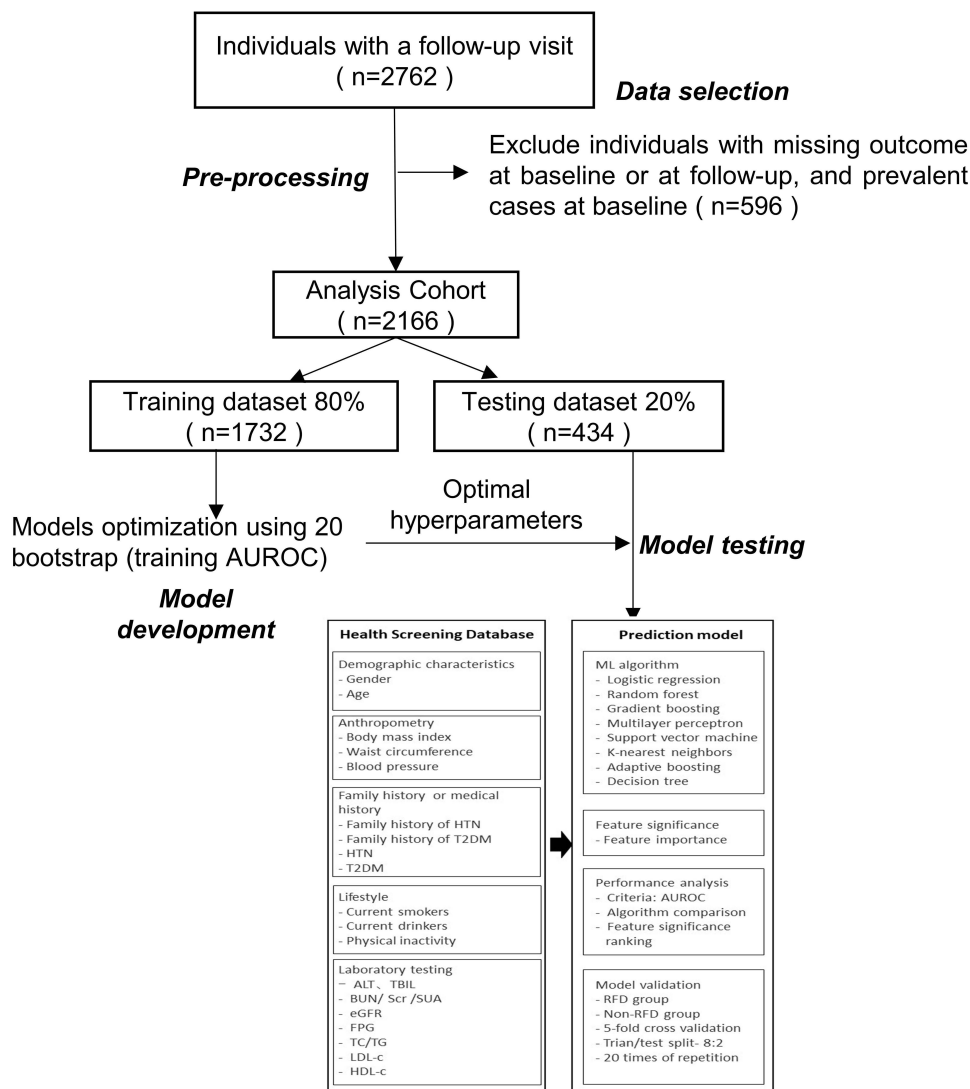 Individuals with a follow-up visit
( n=2762 )
Data selection
Pre-processing
Exclude individuals with missing outcome
at baseline or at follow-up, and prevalent
cases at baseline ( n=596 )
Analysis Cohort
( n=2166 )
Training dataset 80%
( n=1732 )
Testing dataset 20%
( n=434 )
Models optimization using 20
bootstrap (training AUROC)
Optimal
hyperparameters
Model testing
Model
development
Health Screening Database
Demographic characteristics
- Gender
- Age
Anthropometry
- Body mass index
- Waist circumference
- Blood pressure
Family history or medical
history
- Family history of HTN
- Family history of T2DM
- HTN
- T2DM
Lifestyle
- Current smokers
- Current drinkers
- Physical inactivity
Laboratory testing
– ALT、TBIL
- BUN/ Scr /SUA
- eGFR
- FPG
- TC/TG
- LDL-c
- HDL-c
Prediction model
ML algorithm
- Logistic regression
- Random forest
- Gradient boosting
- Multilayer perceptron
- Support vector machine
- K-nearest neighbors
- Adaptive boosting
- Decision tree
Feature significance
- Feature importance
Performance analysis
- Criteria: AUROC
- Algorithm comparison
- Feature significance
ranking
Model validation
- RFD group
- Non-RFD group
- 5-fold cross validation
- Trian/test split- 8:2
- 20 times of repetition